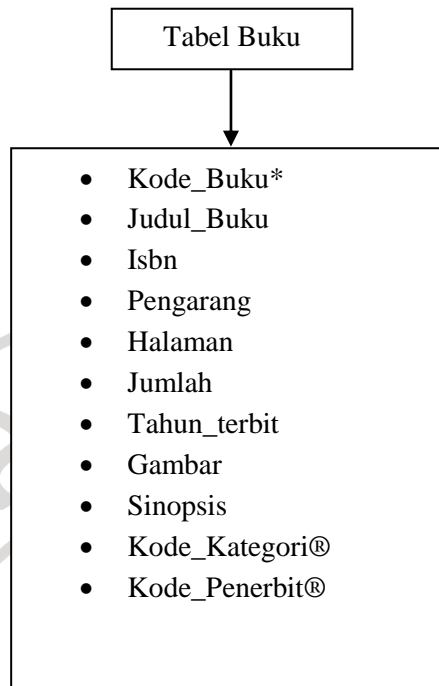 Tabel Buku
• Kode_Buku*
• Judul_Buku
• Isbn
• Pengarang
• Halaman
• Jumlah
• Tahun_terbit
• Gambar
• Sinopsis
• Kode_Kategori®
• Kode_Penerbit®